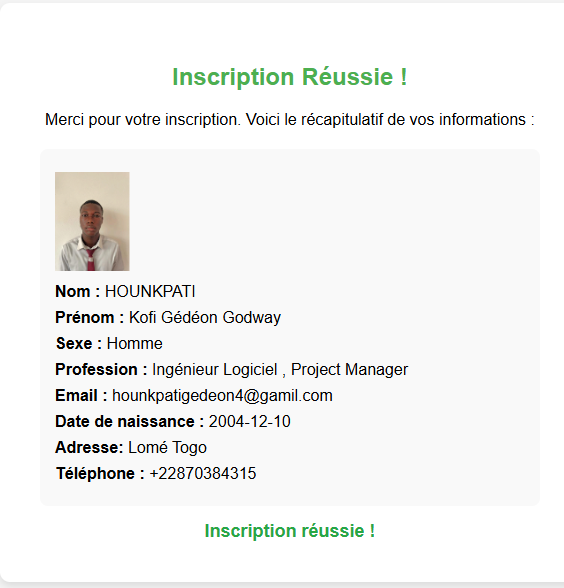 Inscription Réussie !
Merci pour votre inscription. Voici le récapitulatif de vos informations :
Nom : HOUNKPATI
Prénom : Kofi Gédéon Godway
Sexe : Homme
Profession : Ingénieur Logiciel , Project Manager
Email : hounkpatigedeon4@gamil.com
Date de naissance : 2004-12-10
Adresse: Lomé Togo
Téléphone : +22870384315
Inscription réussie !